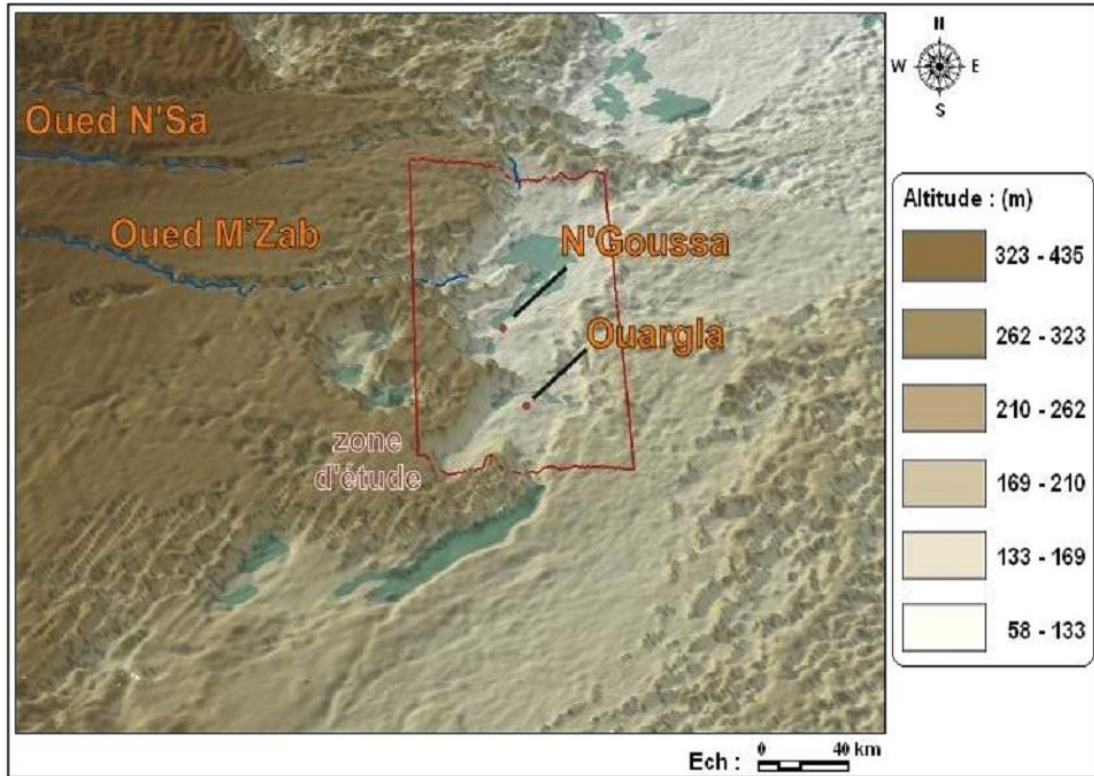 N
W E
S
Oued N'Sa
Oued M'Zab
N'Goussa
Ouargla
zone
d'étude
Altitude : (m)
323 - 435
262 - 323
210 - 262
169 - 210
133 - 169
58 - 133
Ech : 0 40 km